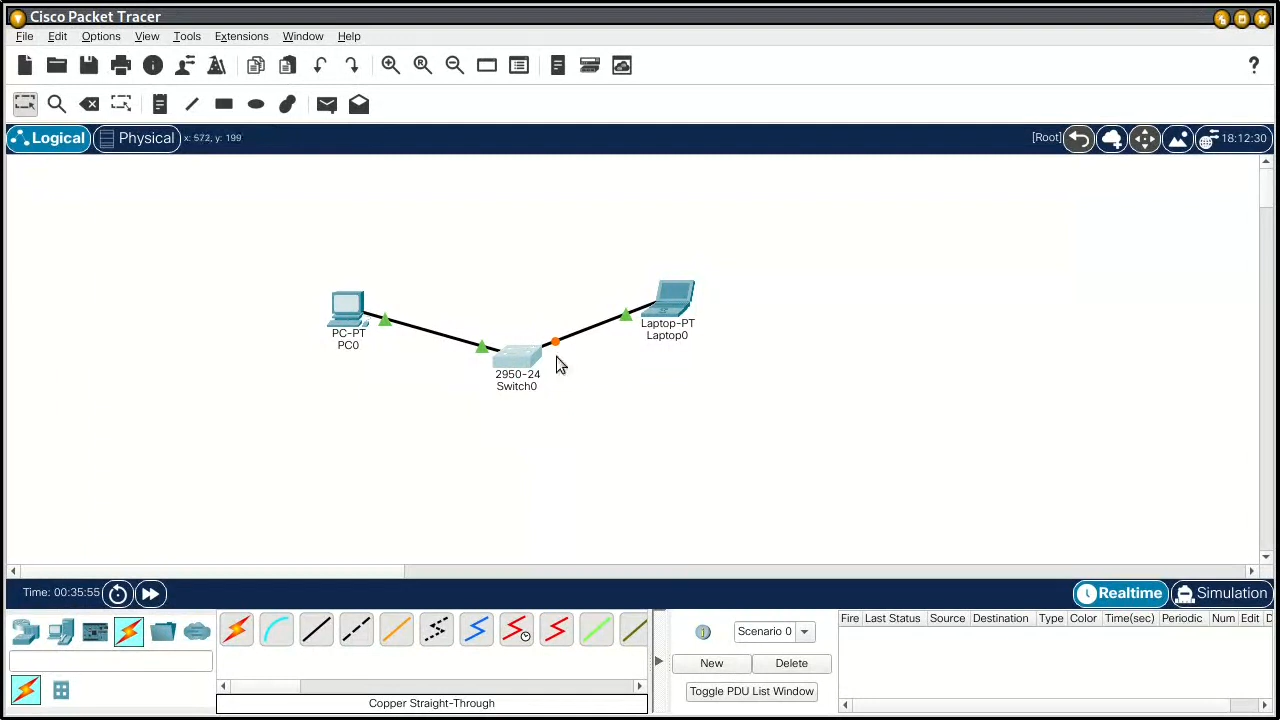 Cisco Packet Tracer
File Edit Options View Tools Extensions Window Help
Logical Physical x: 572, y: 199 [Root] 18:12:30
PC-PT
PC0
Laptop-PT
Laptop0
2950-24
Switch0
Time: 00:35:55 Realtime Simulation
Fire Last Status Source Destination Type Color Time(sec) Periodic Num Edit D
Scenario 0
New Delete
Toggle PDU List Window
Copper Straight-Through